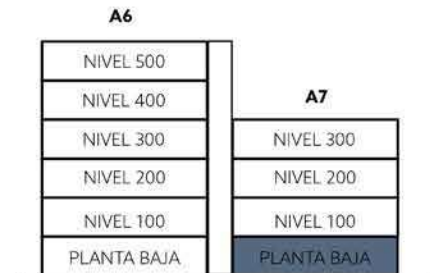 A6
NIVEL 500
NIVEL 400
A7
NIVEL 300 NIVEL 300
NIVEL 200 NIVEL 200
NIVEL 100 NIVEL 100
PLANTA BAJA PLANTA BAJA